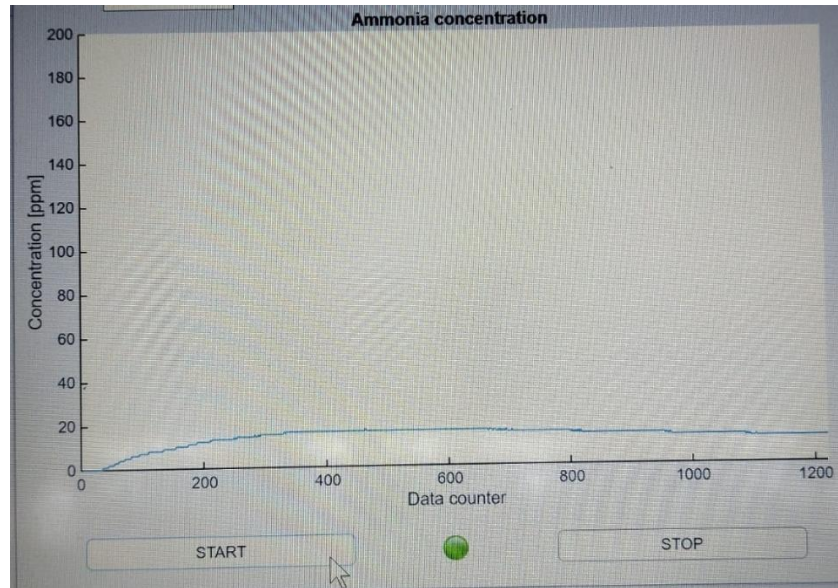 Ammonia concentration
200
180
160
140
120
100
80
60
40
20
0
Concentration [ppm]
0 200 400 600 800 1000 1200
Data counter
START
STOP